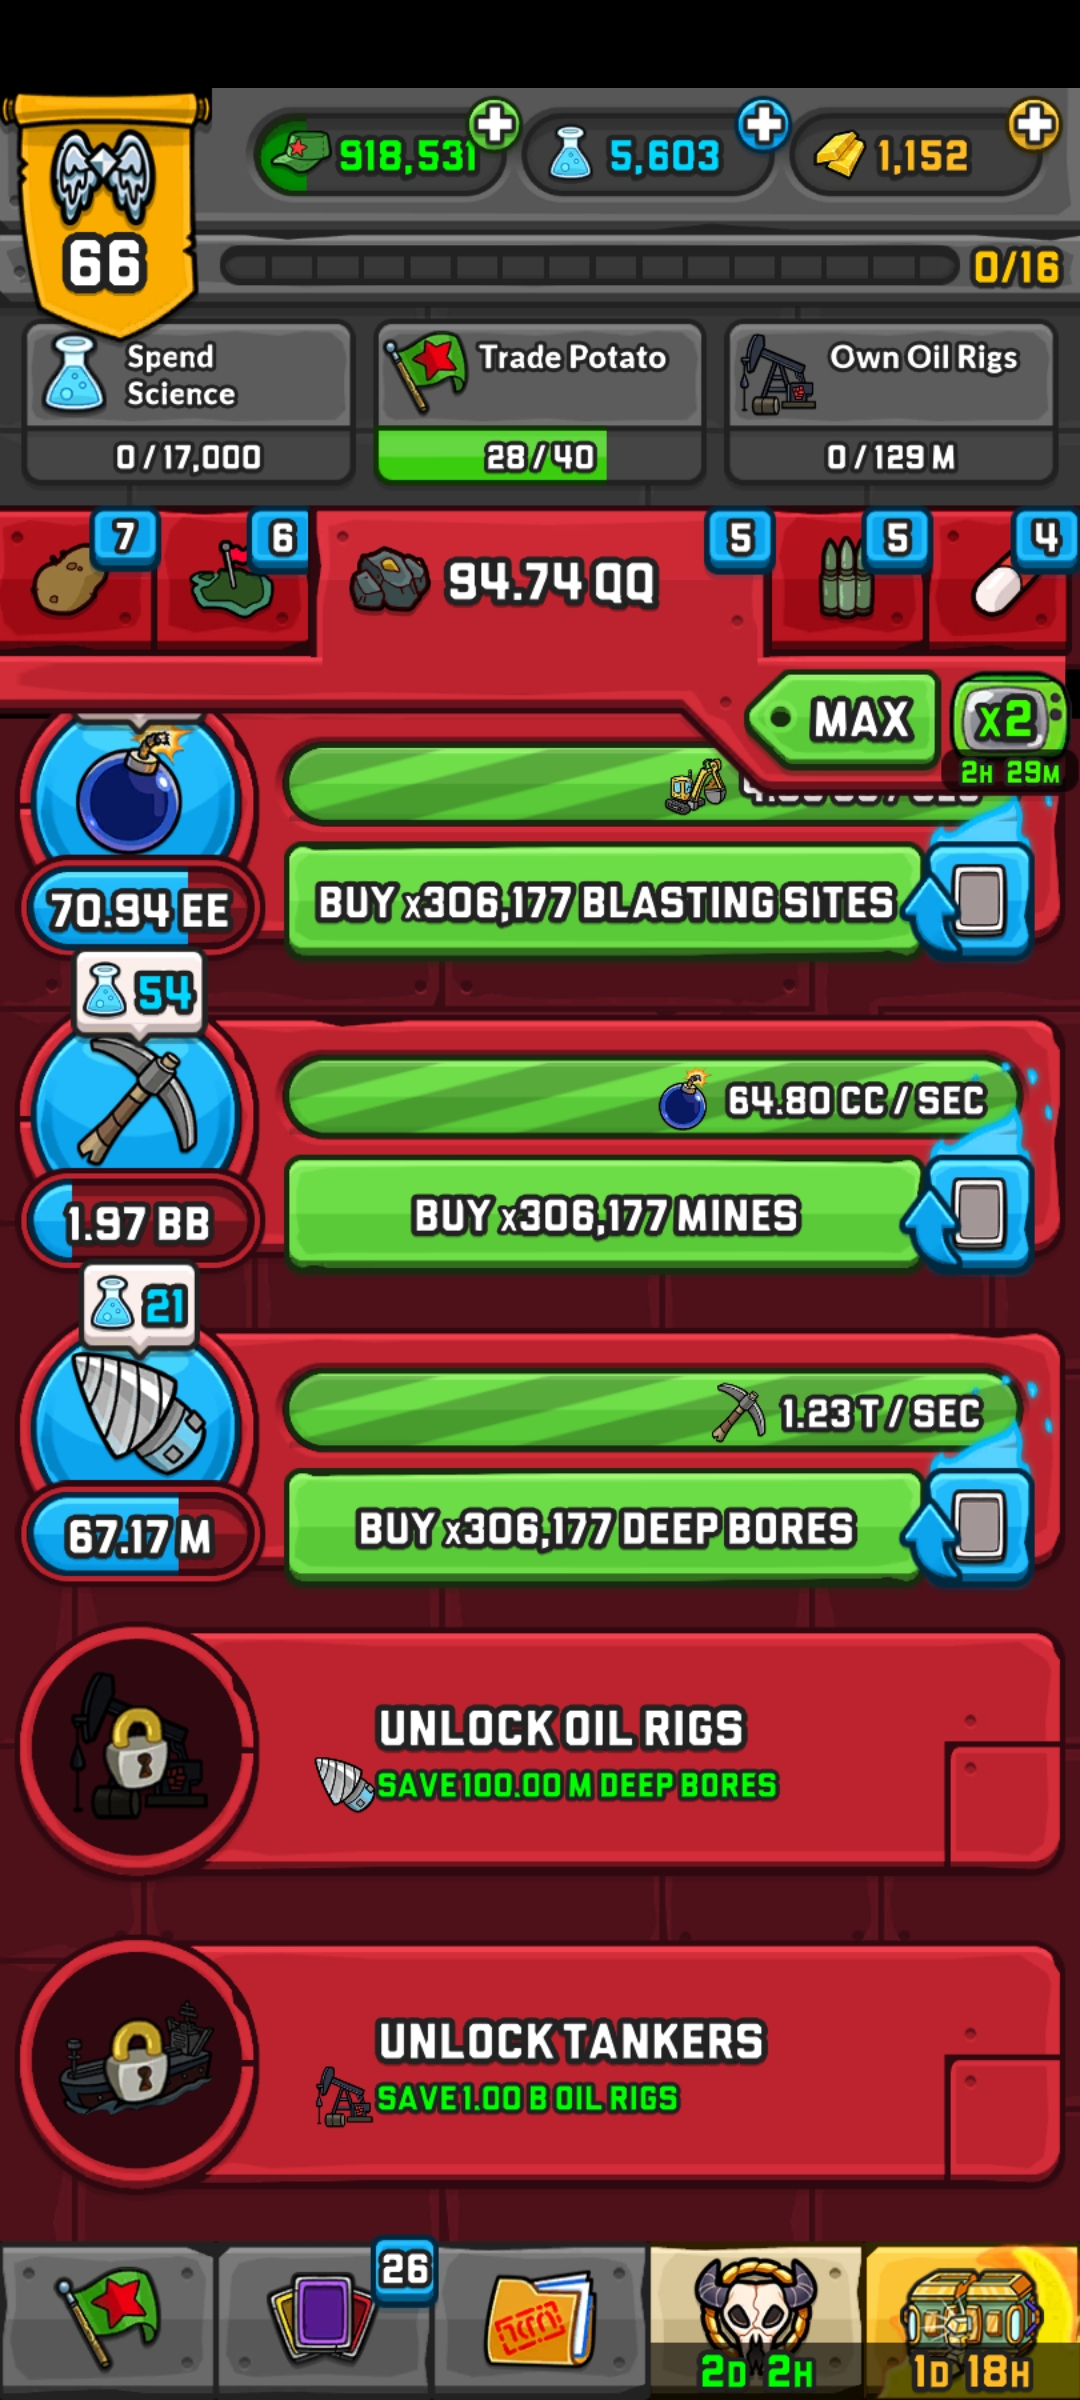 918,531
5,603
1,152
66
0/16
Spend
Science
0/17,000
Trade Potato
28/40
Own Oil Rigs
0/129 M
7
6
94.74 QQ
5
5
4
MAX
x2
2H 29M
70.94 EE
BUY x306,177 BLASTING SITES
54
64.80 CC / SEC
1.97 BB
BUY x306,177 MINES
21
1.23 T / SEC
67.17 M
BUY x306,177 DEEP BORES
UNLOCK OIL RIGS
SAVE 100.00 M DEEP BORES
UNLOCK TANKERS
SAVE 1.00 B OIL RIGS
26
2D 2H
1D 18H